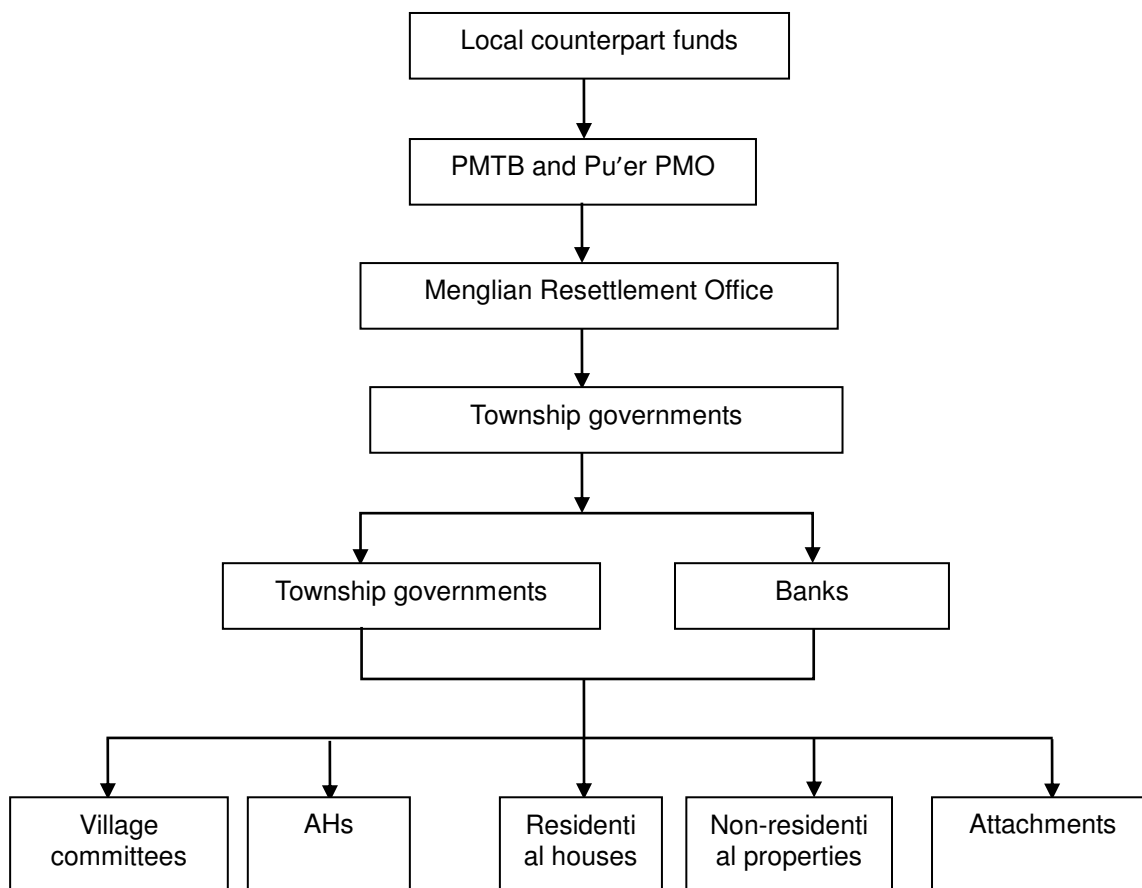 Local counterpart funds
PMTB and Pu’er PMO
Menglian Resettlement Office
Township governments
Township governments
Banks
Village
committees
AHs
Residenti
al houses
Non-residenti
al properties
Attachments